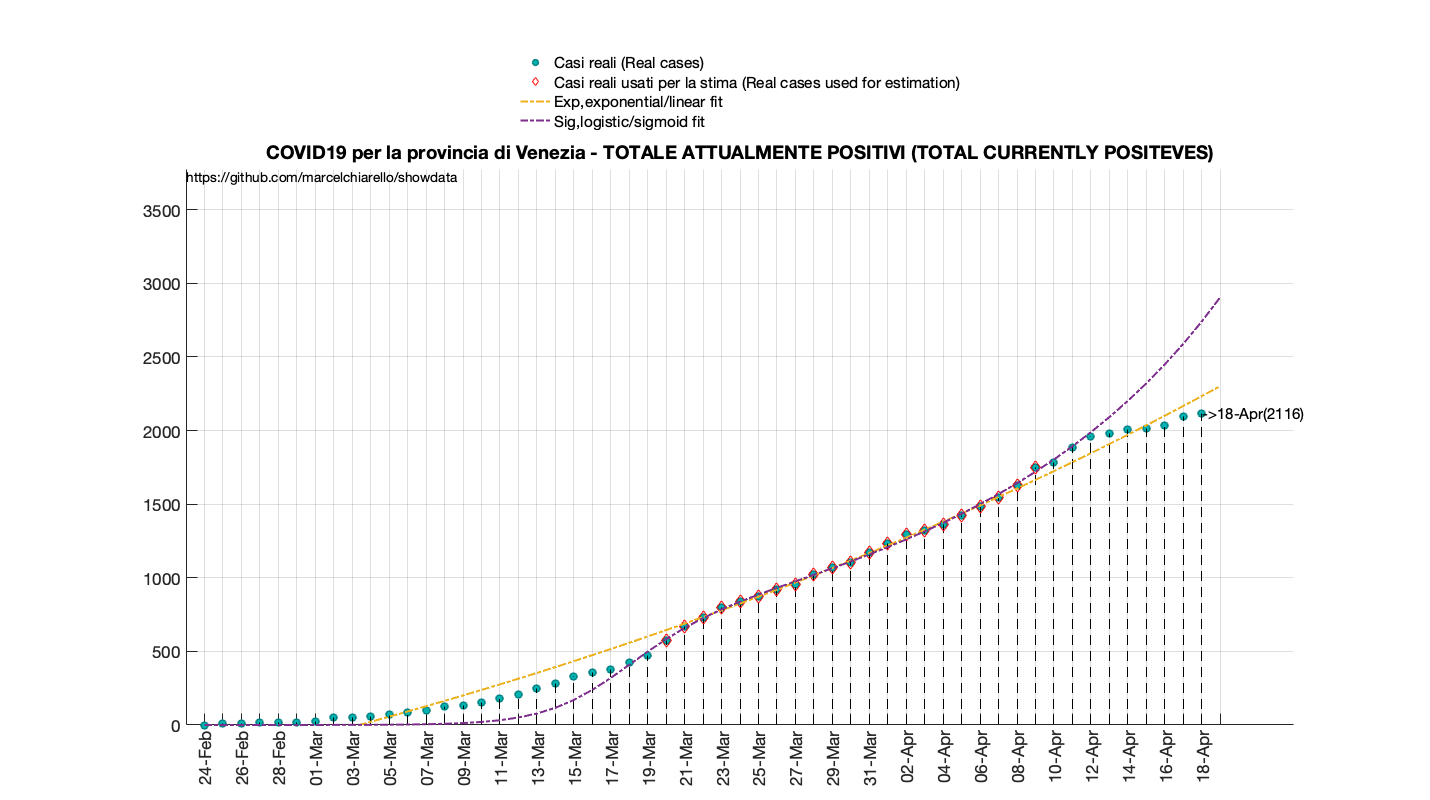 Casi reali (Real cases)
Casi reali usati per la stima (Real cases used for estimation)
Exp,exponential/linear fit
Sig,logistic/sigmoid fit
COVID19 per la provincia di Venezia - TOTALE ATTUALMENTE POSITIVI (TOTAL CURRENTLY POSITEVES)
https://github.com/marcelchiarello/showdata
3500
3000
2500
2000
->18-Apr(2116)
1500
1000
500
0
24-Feb
26-Feb
28-Feb
01-Mar
03-Mar
05-Mar
07-Mar
09-Mar
11-Mar
13-Mar
15-Mar
17-Mar
19-Mar
21-Mar
23-Mar
25-Mar
27-Mar
29-Mar
31-Mar
02-Apr
04-Apr
06-Apr
08-Apr
10-Apr
12-Apr
14-Apr
16-Apr
18-Apr